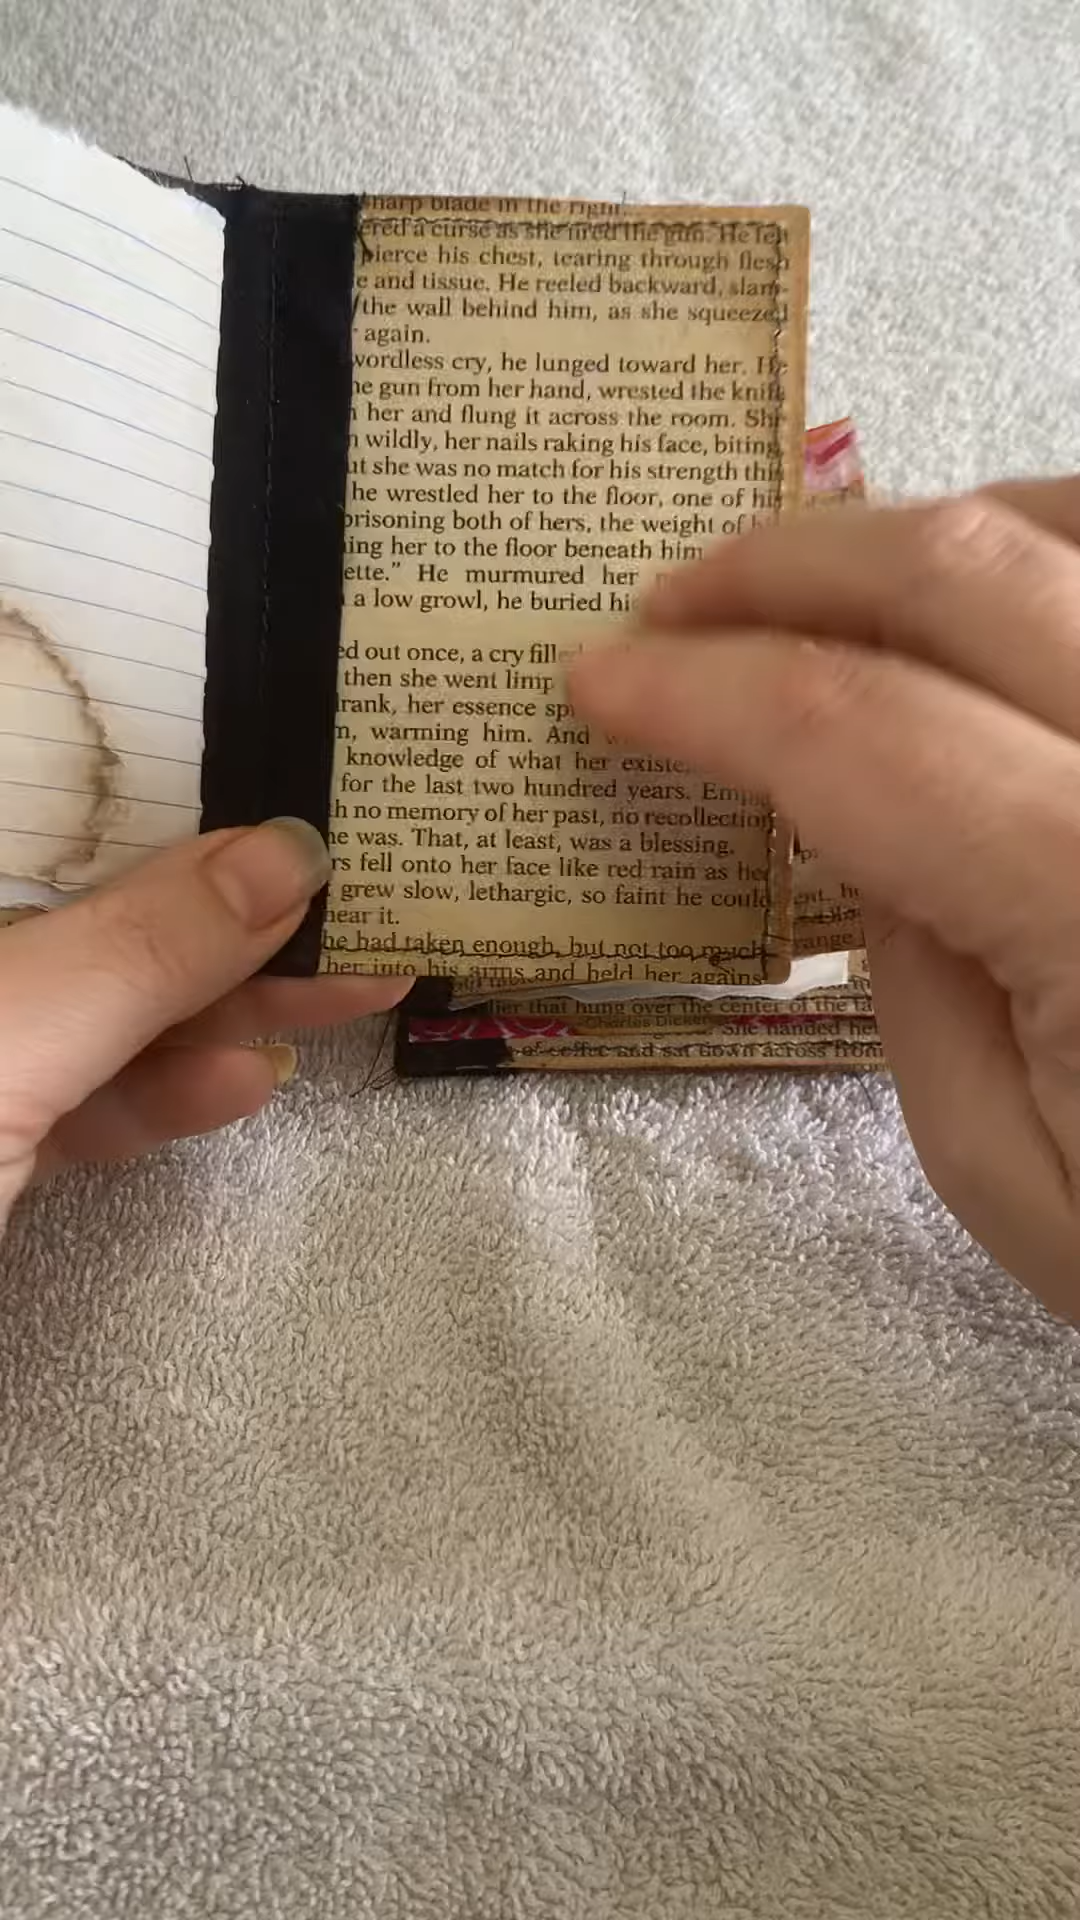 sharp blade in the right
ered a curse as she fired the gun. He felt
pierce his chest, tearing through flesh
e and tissue. He reeled backward, slam-
the wall behind him, as she squeezed
again.
wordless cry, he lunged toward her. He
he gun from her hand, wrested the knife
her and flung it across the room. She
n wildly, her nails raking his face, biting
ut she was no match for his strength this
he wrestled her to the floor, one of his
prisoning both of hers, the weight of
ing her to the floor beneath him
ette.” He murmured her
a low growl, he buried
ed out once, a cry filled
then she went limp
drank, her essence
m, warming him. And
knowledge of what her
for the last two hundred years.
h no memory of her past, no recollection
he was. That, at least, was a blessing.
rs fell onto her face like red rain as her
grew slow, lethargic, so faint he could
hear it.
he had taken enough, but not too much
her into his arms and held her against
lier that hung over the center of the ta
Charles Dickens
She handed her
of coffee and sat down across from
range